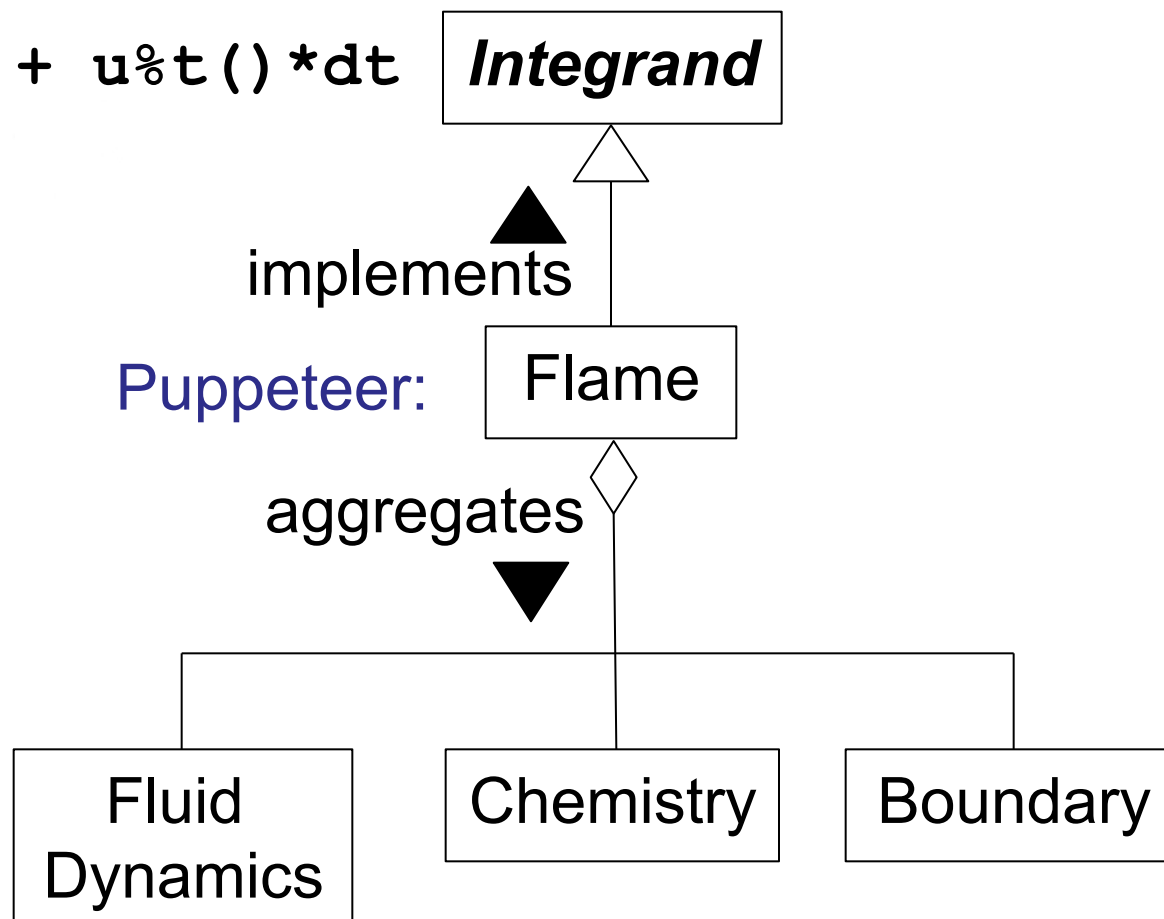 + u%t()*dt
Integrand
implements
Puppeteer:
Flame
aggregates
Fluid
Dynamics
Chemistry
Boundary